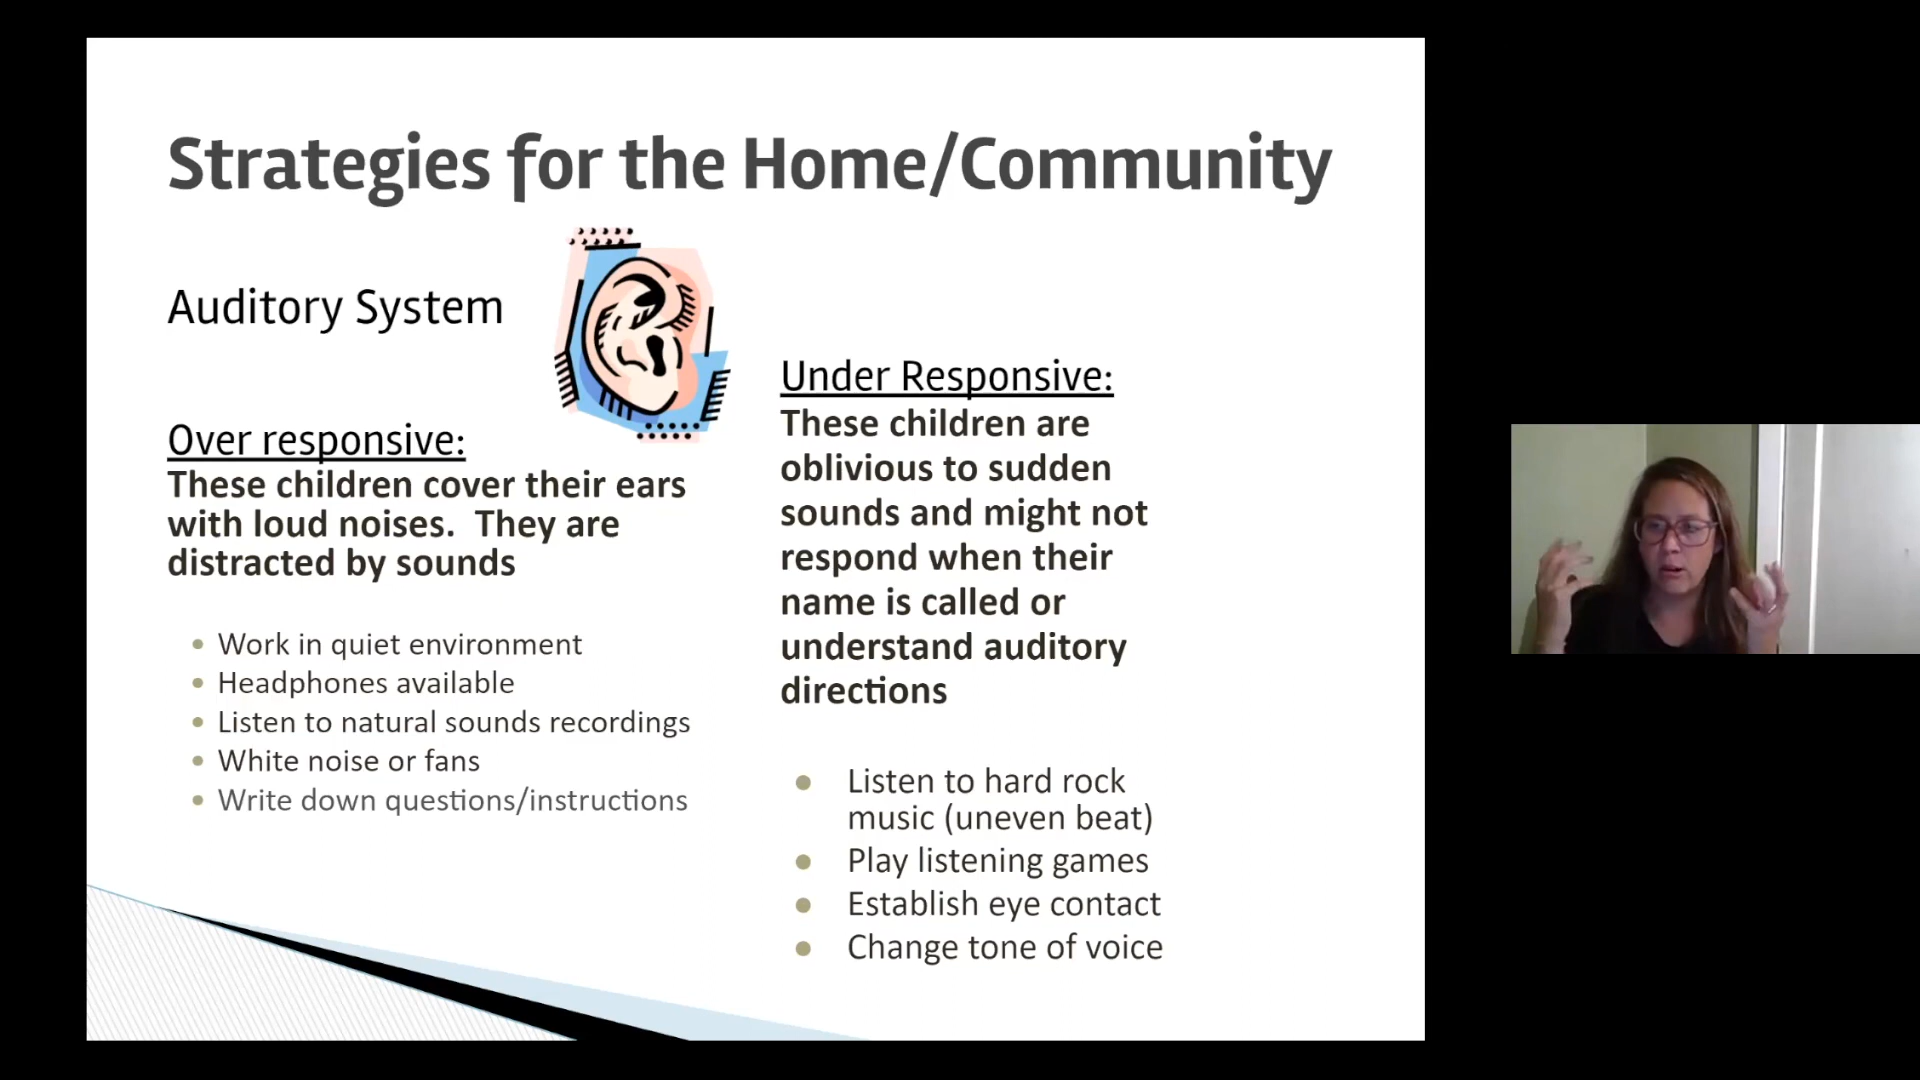 Strategies for the Home/Community
Auditory System
Over responsive:
These children cover their ears
with loud noises.  They are
distracted by sounds
• Work in quiet environment
• Headphones available
• Listen to natural sounds recordings
• White noise or fans
• Write down questions/instructions
Under Responsive:
These children are
oblivious to sudden
sounds and might not
respond when their
name is called or
understand auditory
directions
• Listen to hard rock
music (uneven beat)
• Play listening games
• Establish eye contact
• Change tone of voice